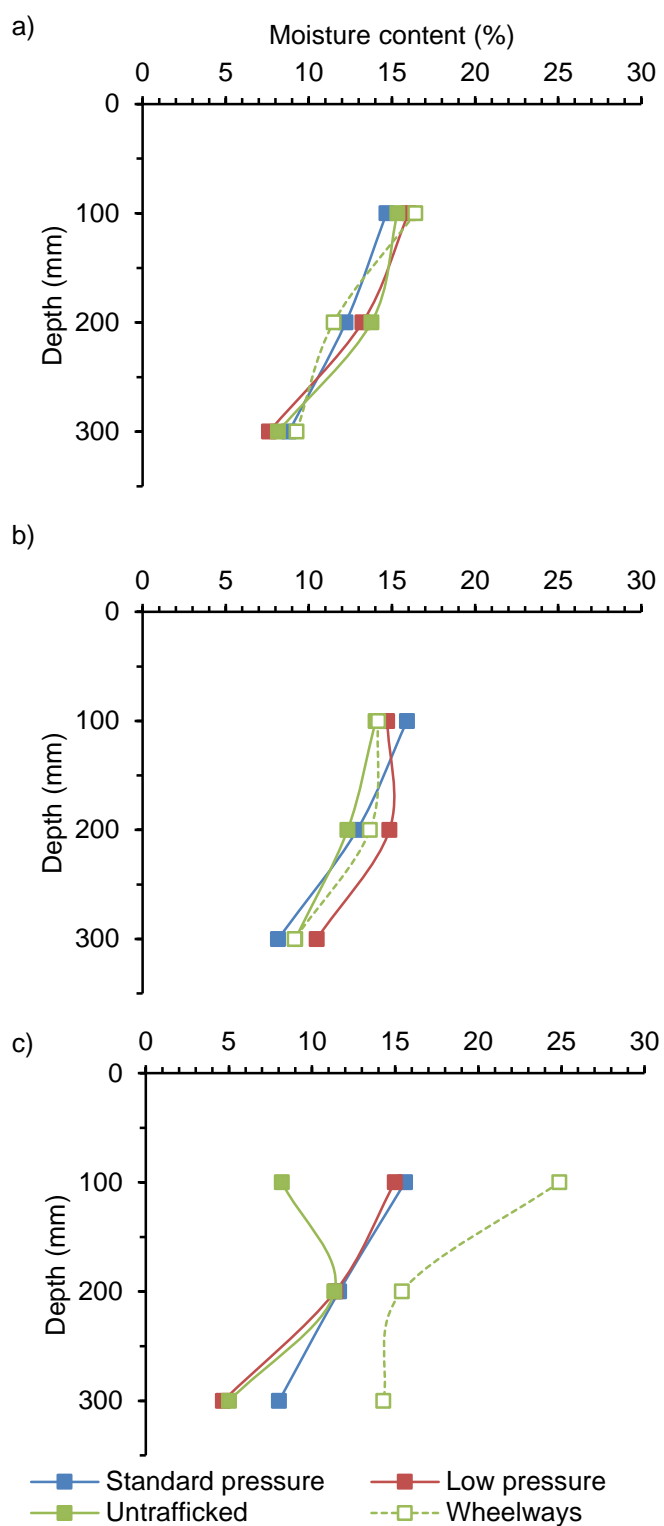 a)
Moisture content (%)
0 5 10 15 20 25 30
0
100
200
300
Depth (mm)
b)
0 5 10 15 20 25 30
0
100
200
300
Depth (mm)
c)
0 5 10 15 20 25 30
0
100
200
300
Depth (mm)
Standard pressure Low pressure
Untrafficked Wheelways